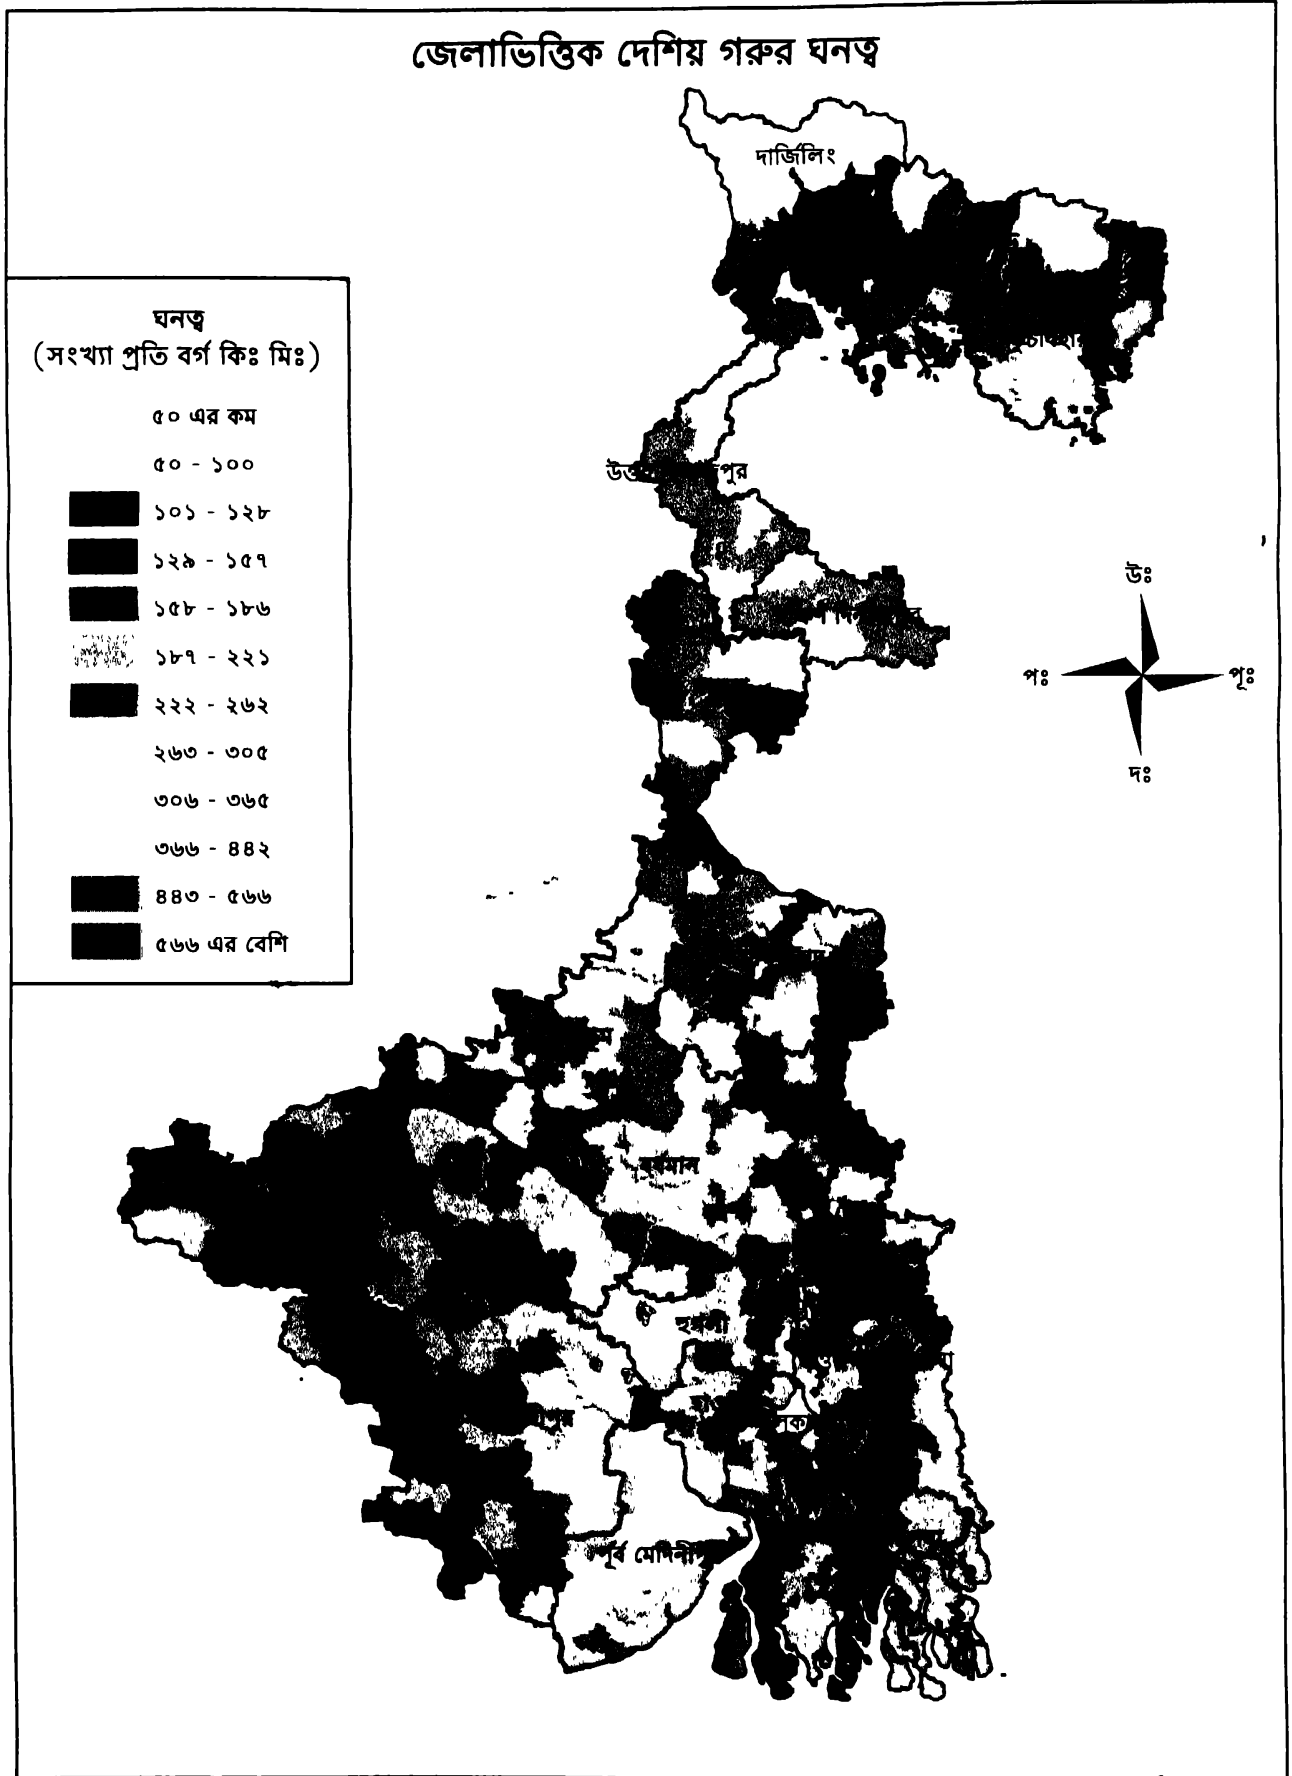 জেলাভিত্তিক দেশিয় গরুর ঘনত্ব
দার্জিলিং
ঘনত্ব
(সংখ্যা প্রতি বর্গ কিঃ মিঃ)
৫০ এর কম
৫০ - ১০০
১০১ - ১২৮
১২৯ - ১৫৭
১৫৮ - ১৮৬
১৮৭ - ২২১
২২২ - ২৬২
২৬৩ - ৩০৫
৩০৬ - ৩৬৫
৩৬৬ - ৪৪২
৪৪৩ - ৫৬৬
৫৬৬ এর বেশি
উঃ
পঃ
পূঃ
দঃ
বর্ধমান
হুগলী
পূর্ব মেদিনীপুর